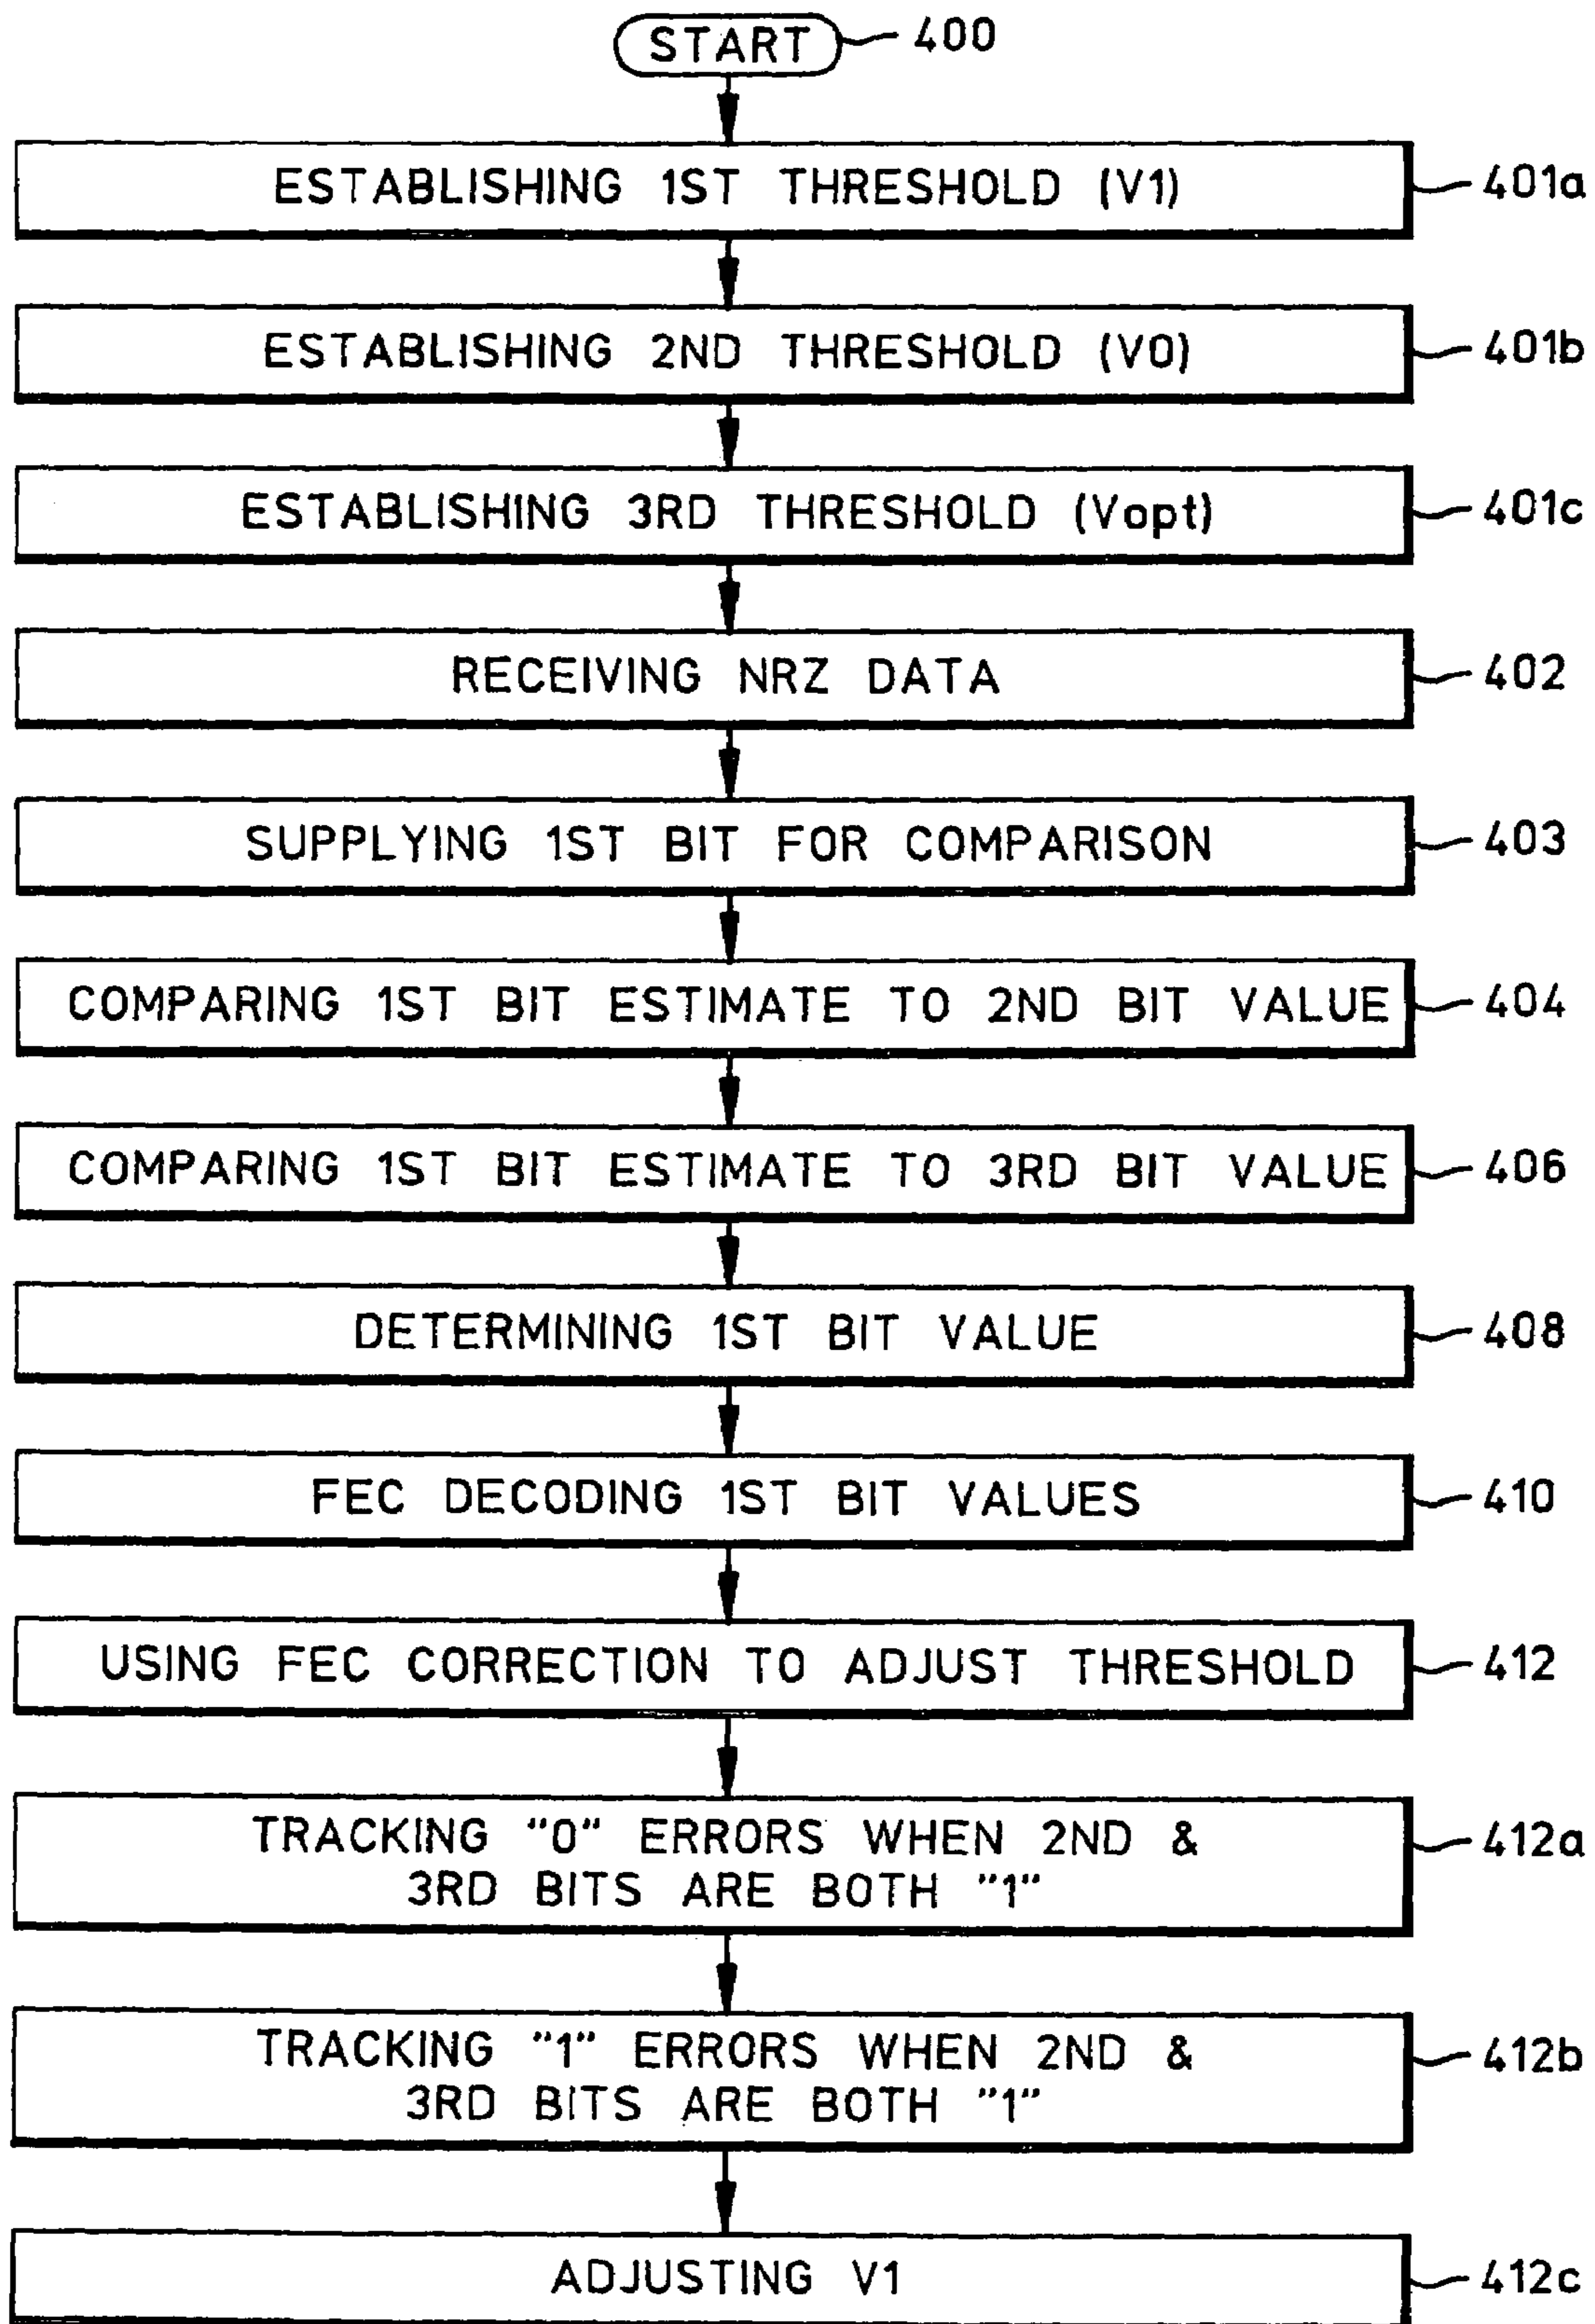 START 400
ESTABLISHING 1ST THRESHOLD (V1) 401a
ESTABLISHING 2ND THRESHOLD (V0) 401b
ESTABLISHING 3RD THRESHOLD (Vopt) 401c
RECEIVING NRZ DATA 402
SUPPLYING 1ST BIT FOR COMPARISON 403
COMPARING 1ST BIT ESTIMATE TO 2ND BIT VALUE 404
COMPARING 1ST BIT ESTIMATE TO 3RD BIT VALUE 406
DETERMINING 1ST BIT VALUE 408
FEC DECODING 1ST BIT VALUES 410
USING FEC CORRECTION TO ADJUST THRESHOLD 412
TRACKING "0" ERRORS WHEN 2ND & 412a
3RD BITS ARE BOTH "1"
TRACKING "1" ERRORS WHEN 2ND & 412b
3RD BITS ARE BOTH "1"
ADJUSTING V1 412c